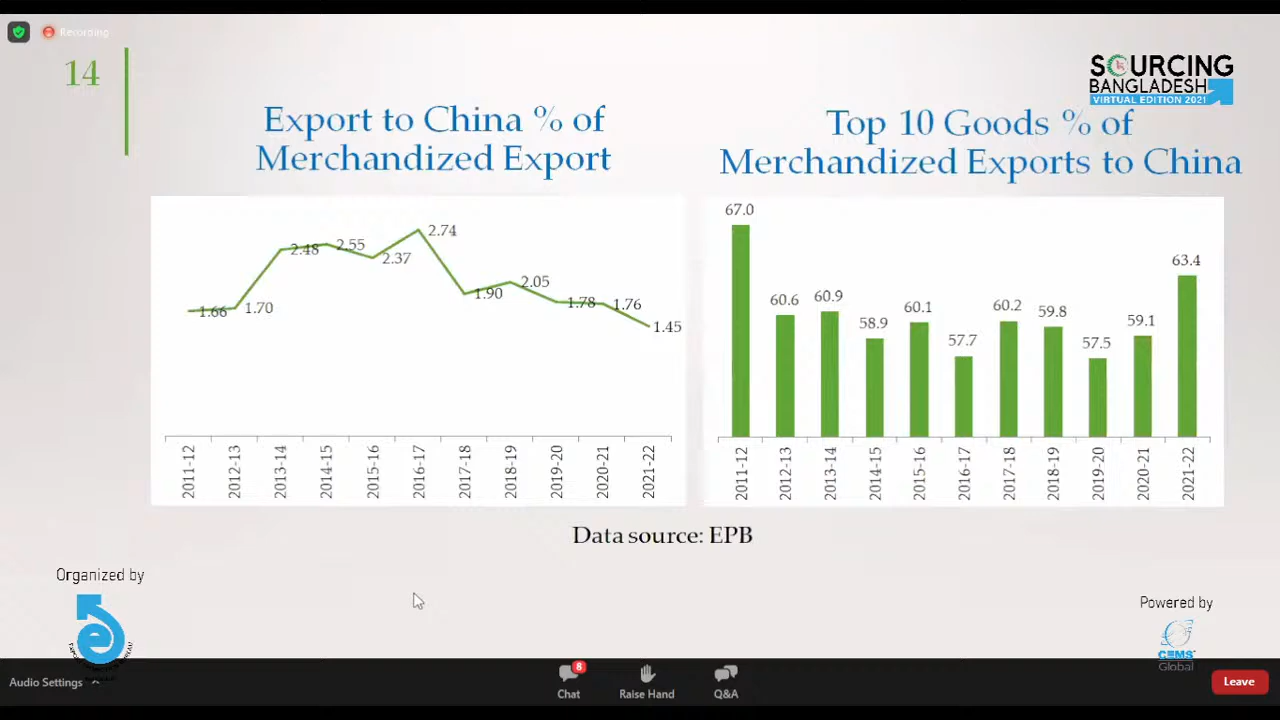 Recording
14
SOURCING
BANGLADESH
VIRTUAL EDITION 2021
Export to China % of
Merchandized Export
1.66
1.70
2.48
2.55
2.37
2.74
1.90
2.05
1.78
1.76
1.45
2011-12
2012-13
2013-14
2014-15
2015-16
2016-17
2017-18
2018-19
2019-20
2020-21
2021-22
Top 10 Goods % of
Merchandized Exports to China
67.0
60.6
60.9
58.9
60.1
57.7
60.2
59.8
57.5
59.1
63.4
2011-12
2012-13
2013-14
2014-15
2015-16
2016-17
2017-18
2018-19
2019-20
2020-21
2021-22
Data source: EPB
Organized by
Powered by
CEMS
Global
Audio Settings
8
Chat
Raise Hand
Q&A
Leave